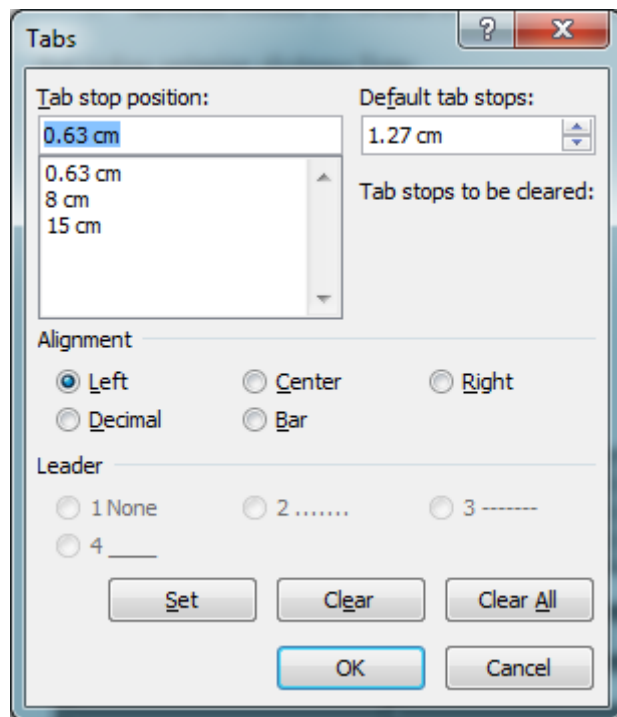 Tabs
?
X
Tab stop position:
Default tab stops:
0.63 cm
1.27 cm
0.63 cm
8 cm
15 cm
Tab stops to be cleared:
Alignment
Left
Center
Right
Decimal
Bar
Leader
1 None
2 .......
3 -------
4 ____
Set
Clear
Clear All
OK
Cancel